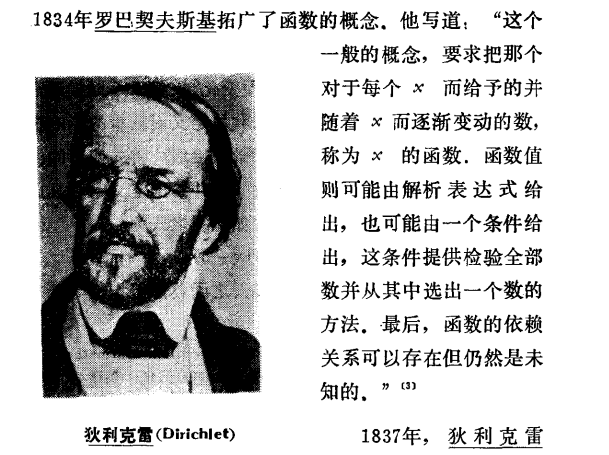 1834年罗巴契夫斯基拓广了函数的概念．他写道：“这个
一般的概念，要求把那个
对于每个 x 而给予的并
随着 x 而逐渐变动的数，
称为 x 的函数．函数值
则可能由解析表达式给
出，也可能由一个条件给
出，这条件提供检验全部
数并从其中选出一个数的
方法．最后，函数的依赖
关系可以存在但仍然是未
知的．”〔3〕
狄利克雷(Dirichlet)
1837年，狄利克雷